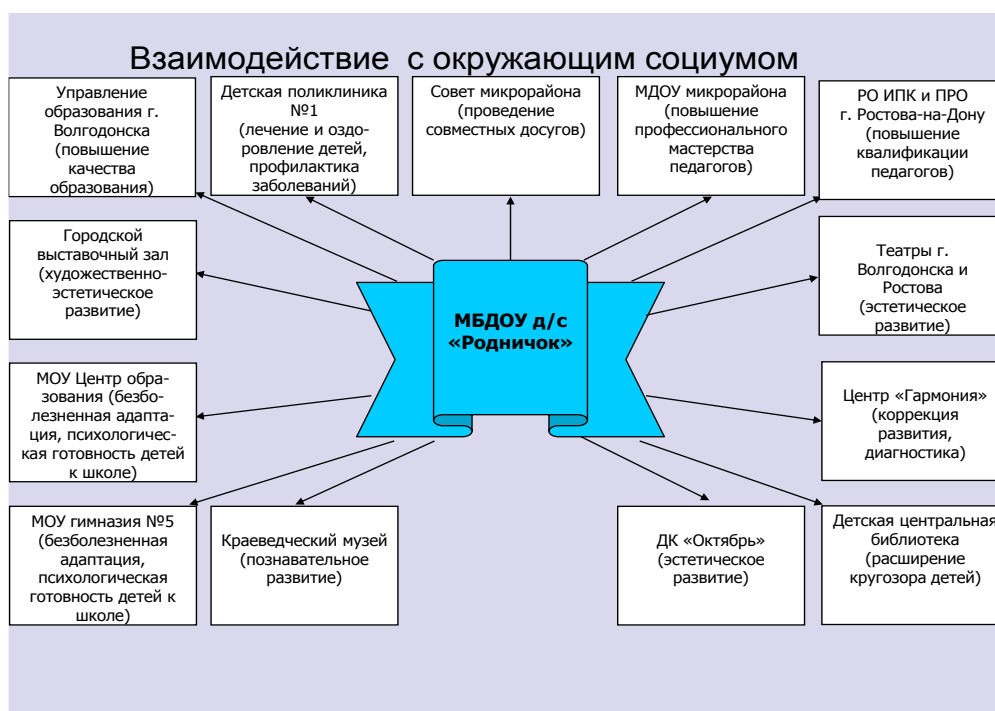 Взаимодействие с окружающим социумом
Управление
образования г.
Волгодонска
(повышение
качества
образования)
Детская поликлиника
№1
(лечение и оздо-
ровление детей,
профилактика
заболеваний)
Совет микрорайона
(проведение
совместных досугов)
МДОУ микрорайона
(повышение
профессионального
мастерства
педагогов)
РО ИПК и ПРО
г. Ростова-на-Дону
(повышение
квалификации
педагогов)
Городской
выставочный зал
(художественно-
эстетическое
развитие)
МБДОУ д/с
«Родничок»
Театры г.
Волгодонска и
Ростова
(эстетическое
развитие)
МОУ Центр обра-
зования (безбо-
лезненная адапта-
ция, психологичес-
кая готовность детей
к школе)
Центр «Гармония»
(коррекция
развития,
диагностика)
МОУ гимназия №5
(безболезненная
адаптация,
психологическая
готовность детей к
школе)
Краеведческий музей
(познавательное
развитие)
ДК «Октябрь»
(эстетическое
развитие)
Детская центральная
библиотека
(расширение
кругозора детей)